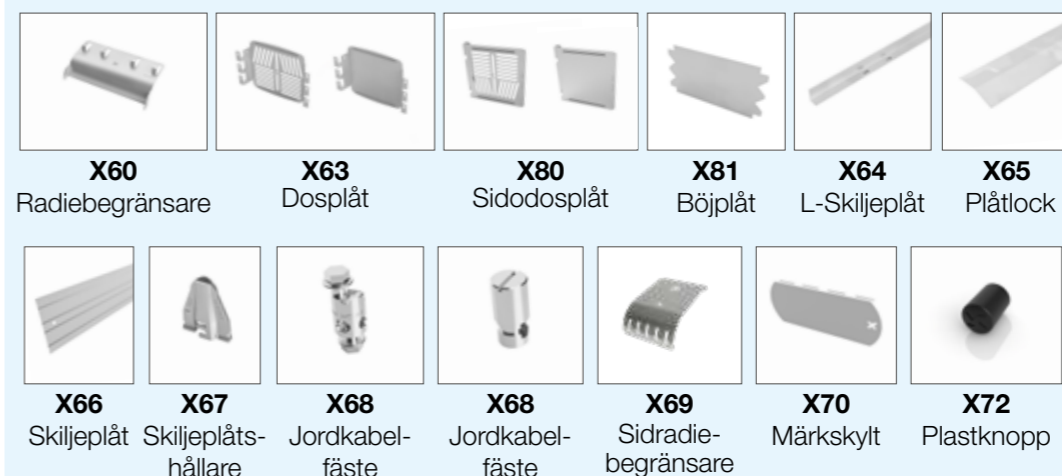 X60 X63 X80 X81 X64 X65
Radiebegränsare Dosplåt Sidodosplåt Böjplåt L-Skiljeplåt Plåtlock
X66 X67 X68 X68 X69 X70 X72
Skiljeplåt Skiljeplåts- Jordkabel- Jordkabel- Sidradie- Märkskylt Plastknopp
hållare fäste fäste begränsare